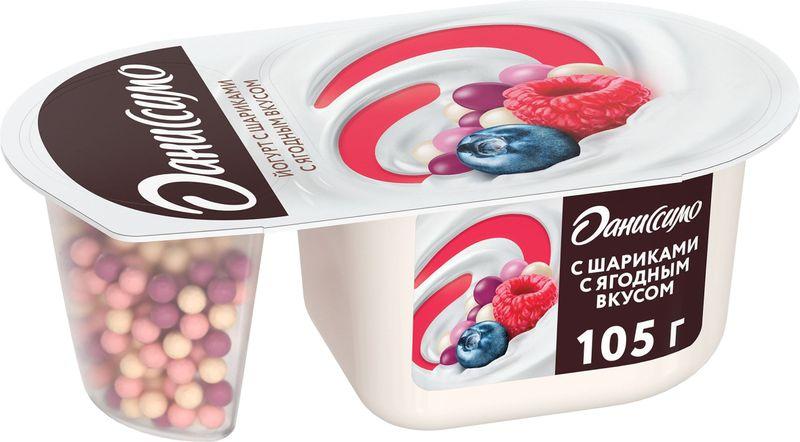 Даниссимо
ЙОГУРТ С ШАРИКАМИ
С ЯГОДНЫМ ВКУСОМ
Даниссимо
С ШАРИКАМИ
С ЯГОДНЫМ
ВКУСОМ
105 г